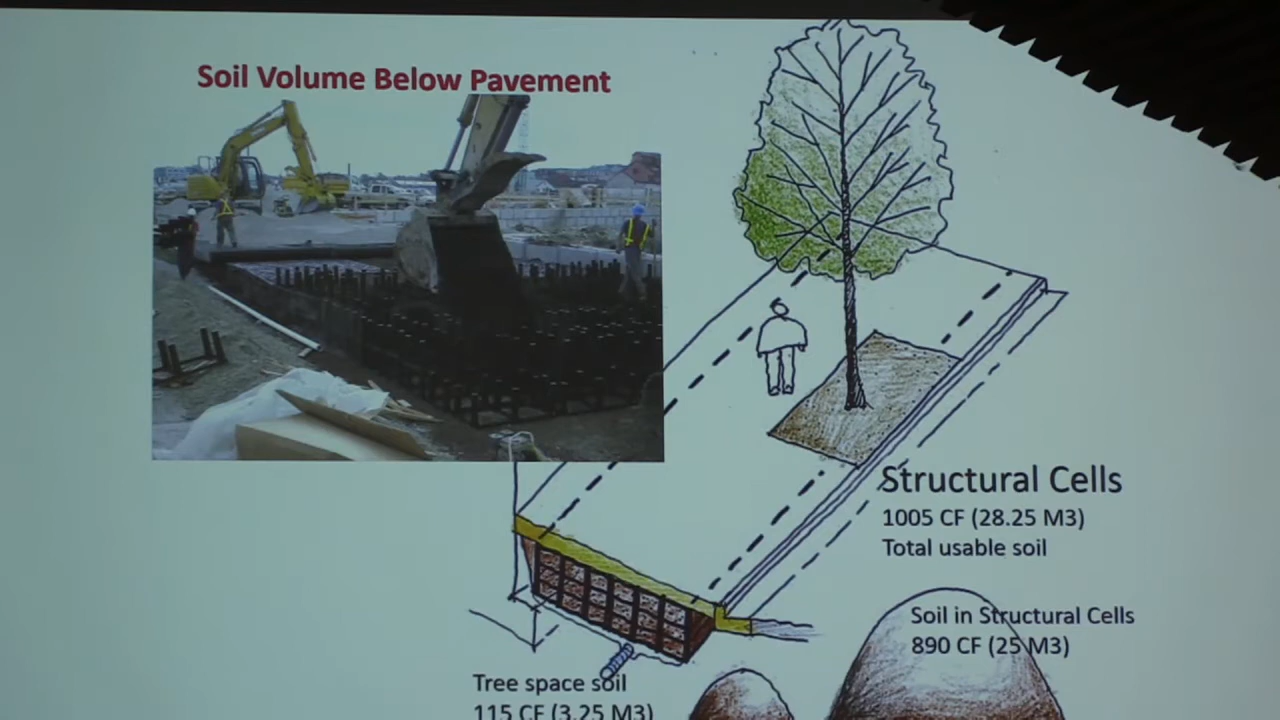 Soil Volume Below Pavement
Structural Cells
1005 CF (28.25 M3)
Total usable soil
Soil in Structural Cells
890 CF (25 M3)
Tree space soil
115 CF (3.25 M3)